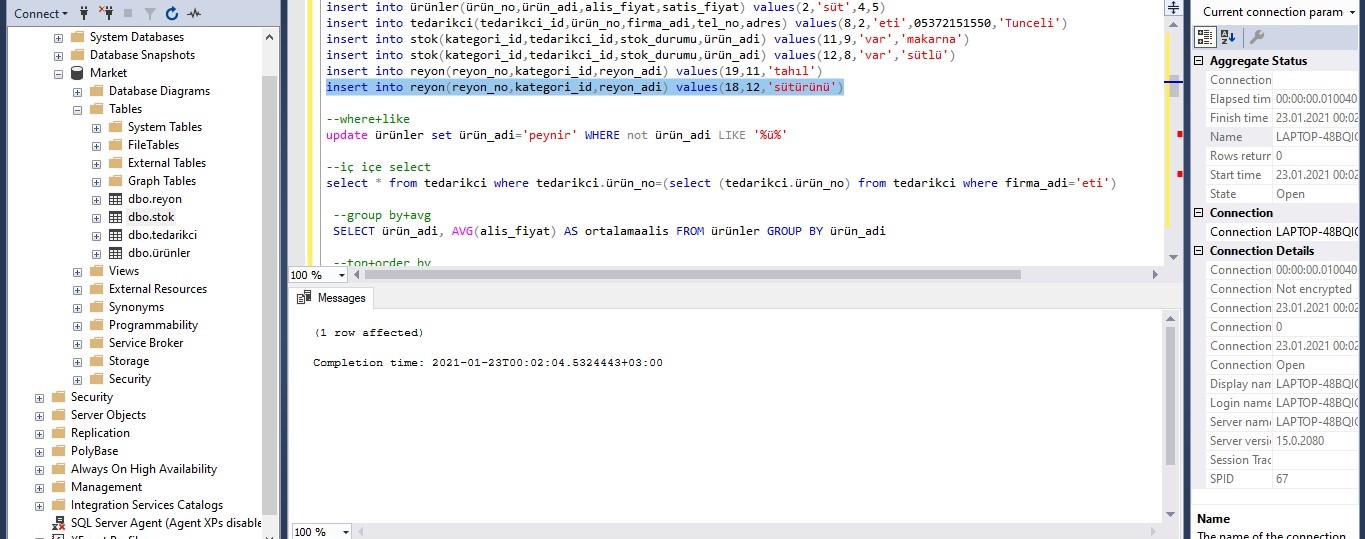 Connect
System Databases
Database Snapshots
Market
Database Diagrams
Tables
System Tables
FileTables
External Tables
Graph Tables
dbo.reyon
dbo.stok
dbo.tedarikci
dbo.ürünler
Views
External Resources
Synonyms
Programmability
Service Broker
Storage
Security
Security
Server Objects
Replication
PolyBase
Always On High Availability
Management
Integration Services Catalogs
SQL Server Agent (Agent XPs disable
insert into ürünler(ürün_no,ürün_adi,alis_fiyat,satis_fiyat) values(2,'süt',4,5)
insert into tedarikci(tedarikci_id,ürün_no,firma_adi,tel_no,adres) values(8,2,'eti',05372151550,'Tunceli')
insert into stok(kategori_id,tedarikci_id,stok_durumu,ürün_adi) values(11,9,'var','makarna')
insert into stok(kategori_id,tedarikci_id,stok_durumu,ürün_adi) values(12,8,'var','sütlü')
insert into reyon(reyon_no,kategori_id,reyon_adi) values(19,11,'tahıl')
insert into reyon(reyon_no,kategori_id,reyon_adi) values(18,12,'sütürünü')
--where+like
update ürünler set ürün_adi='peynir' WHERE not ürün_adi LIKE '%ü%'
--iç içe select
select * from tedarikci where tedarikci.ürün_no=(select (tedarikci.ürün_no) from tedarikci where firma_adi='eti')
--group by+avg
SELECT ürün_adi, AVG(alis_fiyat) AS ortalamaalis FROM ürünler GROUP BY ürün_adi
--top+order by
100 %
Messages
(1 row affected)
Completion time: 2021-01-23T00:02:04.5324443+03:00
100 %
Current connection param
Aggregate Status
Connection
Elapsed tim 00:00:00.010040
Finish time 23.01.2021 00:02
Name LAPTOP-48BQI
Rows returr 0
Start time 23.01.2021 00:02
State Open
Connection
Connection LAPTOP-48BQI
Connection Details
Connection 00:00:00.010040
Connection Not encrypted
Connection 23.01.2021 00:02
Connection 0
Connection 23.01.2021 00:02
Connection Open
Display nam LAPTOP-48BQI
Login name LAPTOP-48BQI
Server name LAPTOP-48BQI
Server versi 15.0.2080
Session Trac
SPID 67
Name
The name of the connection